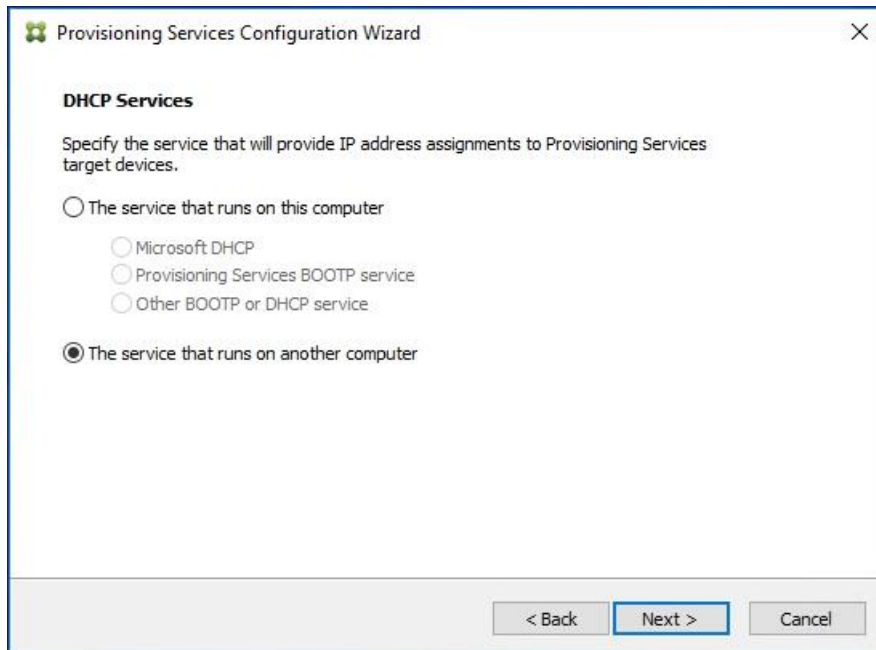 Provisioning Services Configuration Wizard
DHCP Services
Specify the service that will provide IP address assignments to Provisioning Services
target devices.
The service that runs on this computer
Microsoft DHCP
Provisioning Services BOOTP service
Other BOOTP or DHCP service
The service that runs on another computer
< Back Next > Cancel